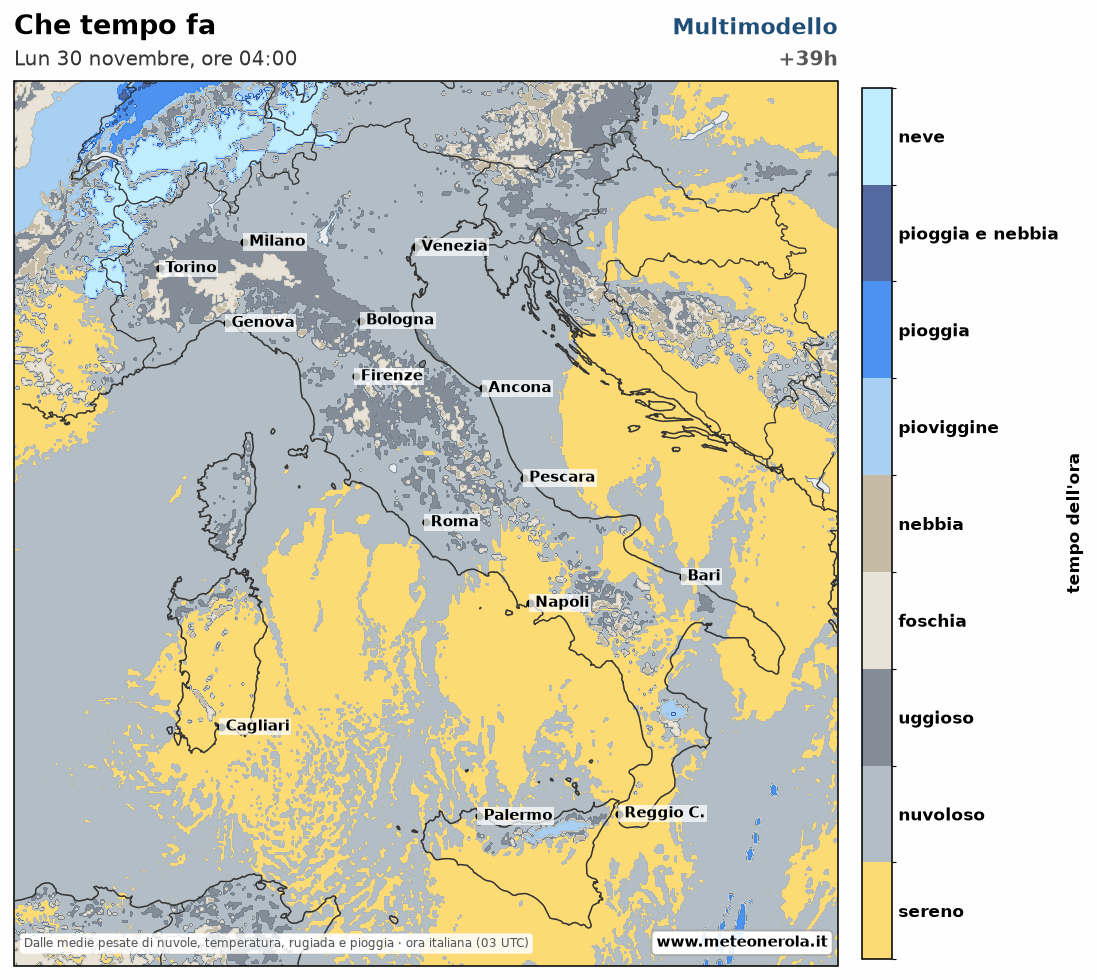 Che tempo fa
Multimodello
Lun 30 novembre, ore 04:00
+39h
neve
pioggia e nebbia
pioggia
pioviggine
nebbia
foschia
uggioso
nuvoloso
sereno
tempo dell'ora
Milano
Venezia
Torino
Genova
Bologna
Firenze
Ancona
Pescara
Roma
Bari
Napoli
Cagliari
Palermo
Reggio C.
Dalle medie pesate di nuvole, temperatura, rugiada e pioggia · ora italiana (03 UTC)
www.meteonerola.it